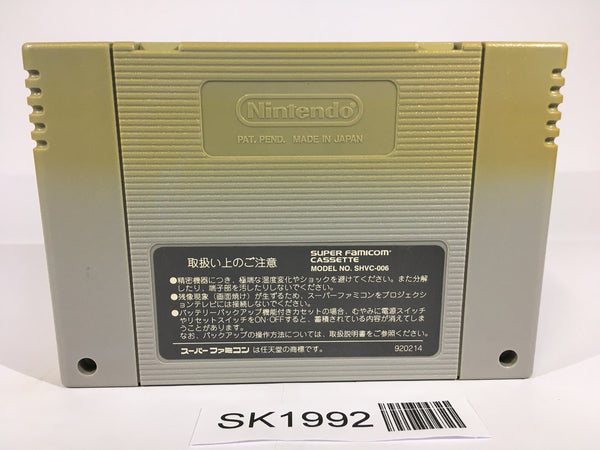 Nintendo®
PAT. PEND. MADE IN JAPAN
取扱い上のご注意
SUPER FAMICOM™
CASSETTE
MODEL NO. SHVC-006
●精密機器につき、極端な温度変化やショックを避けてください。また分解
したり、端子部を汚したりしないでください。
●残像現象（画面焼け）が生ずるため、スーパーファミコンをプロジェクシ
ョンテレビには接続しないでください。
●バッテリーバックアップ機能付きカセットの場合、むやみに電源スイッチ
やリセットスイッチをON・OFFすると、蓄積されている内容が消えてしま
うことがあります。
なお、バックアップの操作方法については、取扱説明書をご参照ください。
スーパーファミコンは任天堂の商標です。
920214
SK1992